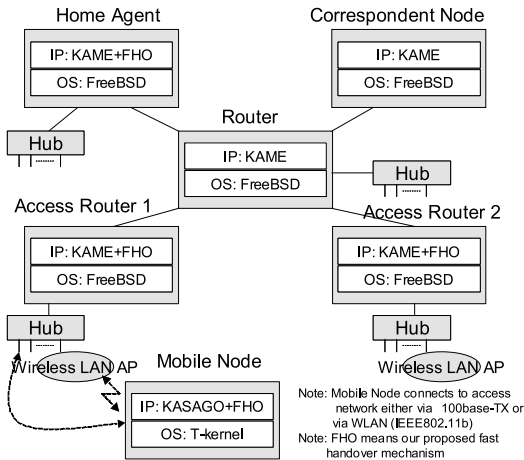 Home Agent
Correspondent Node
IP: KAME+FHO
OS: FreeBSD
IP: KAME
OS: FreeBSD
Router
Hub
IP: KAME
OS: FreeBSD
Hub
Access Router 1
Access Router 2
IP: KAME+FHO
OS: FreeBSD
IP: KAME+FHO
OS: FreeBSD
Hub
Hub
Wireless LAN AP
Wireless LAN AP
Mobile Node
IP: KASAGO+FHO
OS: T-kernel
Note: Mobile Node connects to access
network either via 100base-TX or
via WLAN (IEEE802.11b)
Note: FHO means our proposed fast
handover mechanism